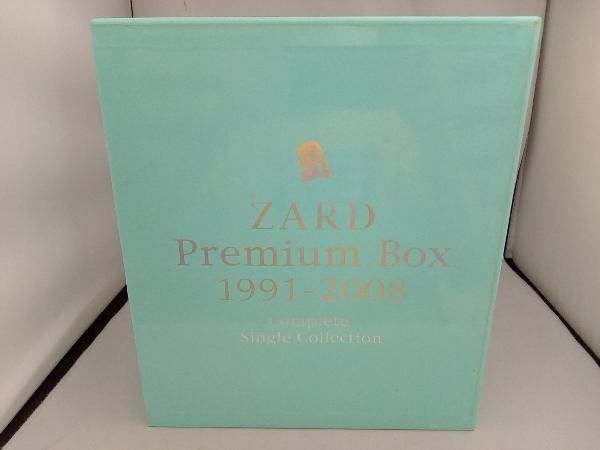 ZARD
Premium Box
1991-2008
Complete
Single Collection